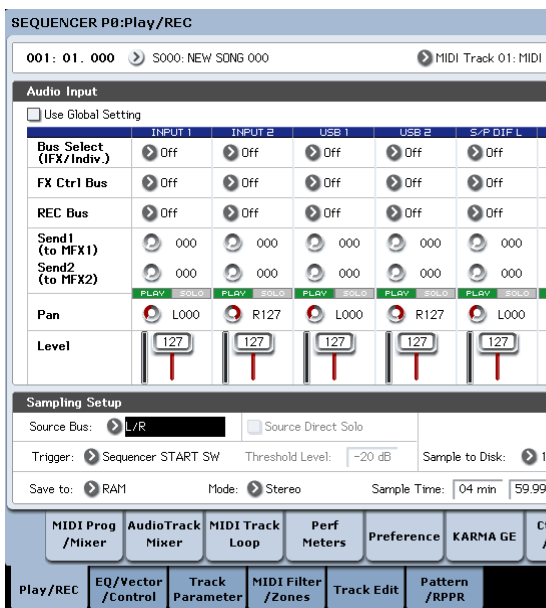 SEQUENCER P0:Play/REC
001: 01. 000 S000: NEW SONG 000 MIDI Track 01: MIDI
Audio Input
Use Global Setting
INPUT 1 INPUT 2 USB 1 USB 2 S/P DIF L
Bus Select
(IFX/Indiv.) Off Off Off Off Off
FX Ctrl Bus Off Off Off Off Off
REC Bus Off Off Off Off Off
Send1
(to MFX1) 000 000 000 000 000
Send2
(to MFX2) 000 000 000 000 000
PLAY SOLO PLAY SOLO PLAY SOLO PLAY SOLO PLAY SOLO
Pan L000 R127 L000 R127 L000
Level 127 127 127 127 127
Sampling Setup
Source Bus: L/R Source Direct Solo
Trigger: Sequencer START SW Threshold Level: -20 dB Sample to Disk: 1
Save to: RAM Mode: Stereo Sample Time: 04 min 59.99
MIDI Prog
/Mixer AudioTrack
Mixer MIDI Track
Loop Perf
Meters Preference KARMA GE
Play/REC EQ/Vector
/Control Track
Parameter MIDI Filter
/Zones Track Edit Pattern
/RPPR